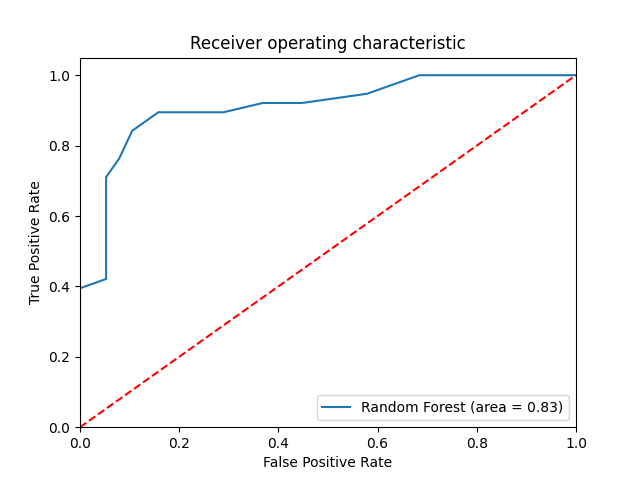 Receiver operating characteristic
True Positive Rate
1.0
0.8
0.6
0.4
0.2
0.0
Random Forest (area = 0.83)
0.0 0.2 0.4 0.6 0.8 1.0
False Positive Rate